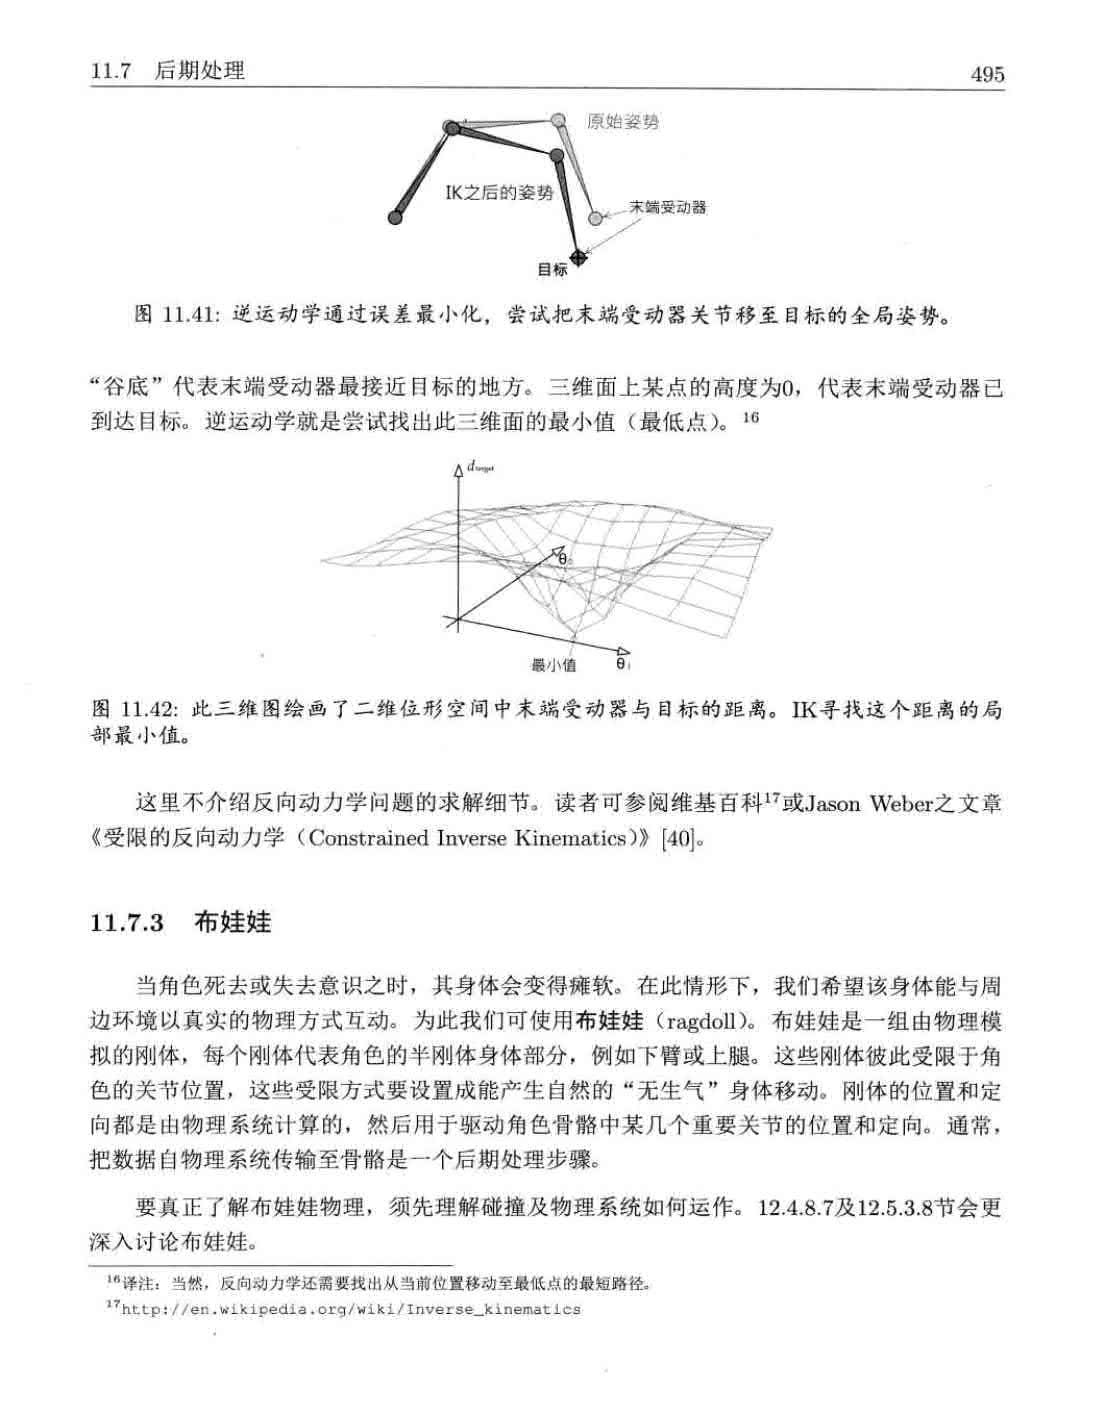 11.7 后期处理
495
原始姿势
IK之后的姿势
末端受动器
目标
图 11.41: 逆运动学通过误差最小化，尝试把末端受动器关节移至目标的全局姿势。
“谷底”代表末端受动器最接近目标的地方。三维面上某点的高度为0，代表末端受动器已
到达目标。逆运动学就是尝试找出此三维面的最小值（最低点）。16
d target
θ₂
最小值
θ₁
图 11.42: 此三维图绘画了二维位形空间中末端受动器与目标的距离。IK寻找这个距离的局
部最小值。
这里不介绍反向动力学问题的求解细节。读者可参阅维基百科17或Jason Weber之文章
《受限的反向动力学（Constrained Inverse Kinematics）》[40]。
11.7.3 布娃娃
当角色死去或失去意识之时，其身体会变得瘫软。在此情形下，我们希望该身体能与周
边环境以真实的物理方式互动。为此我们可使用布娃娃（ragdoll）。布娃娃是一组由物理模
拟的刚体，每个刚体代表角色的半刚体身体部分，例如下臂或上腿。这些刚体彼此受限于角
色的关节位置，这些受限方式要设置成能产生自然的“无生气”身体移动。刚体的位置和定
向都是由物理系统计算的，然后用于驱动角色骨骼中某几个重要关节的位置和定向。通常，
把数据自物理系统传输至骨骼是一个后期处理步骤。
要真正了解布娃娃物理，须先理解碰撞及物理系统如何运作。12.4.8.7及12.5.3.8节会更
深入讨论布娃娃。
16译注：当然，反向动力学还需要找出从当前位置移动至最低点的最短路径。
17http://en.wikipedia.org/wiki/Inverse_kinematics